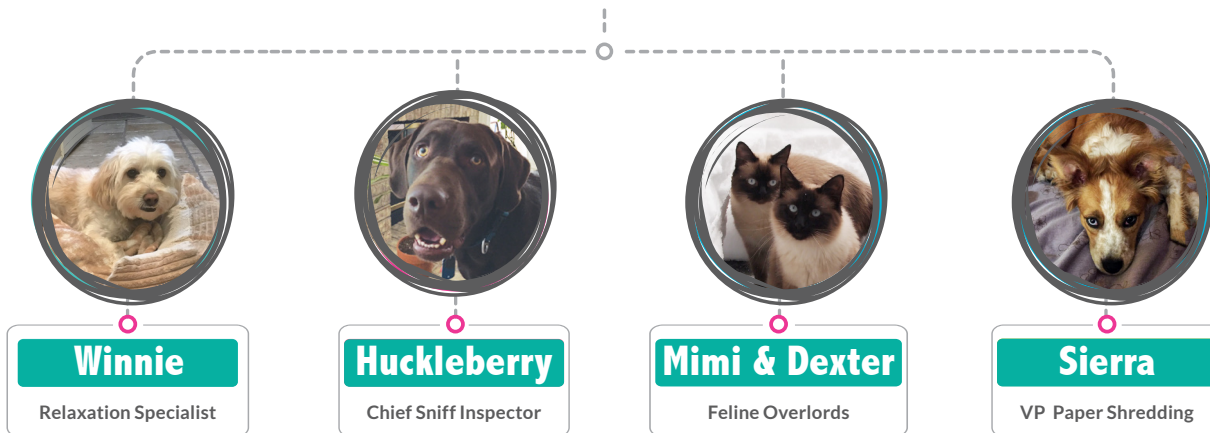 Winnie
Relaxation Specialist
Huckleberry
Chief Sniff Inspector
Mimi & Dexter
Feline Overlords
Sierra
VP Paper Shredding